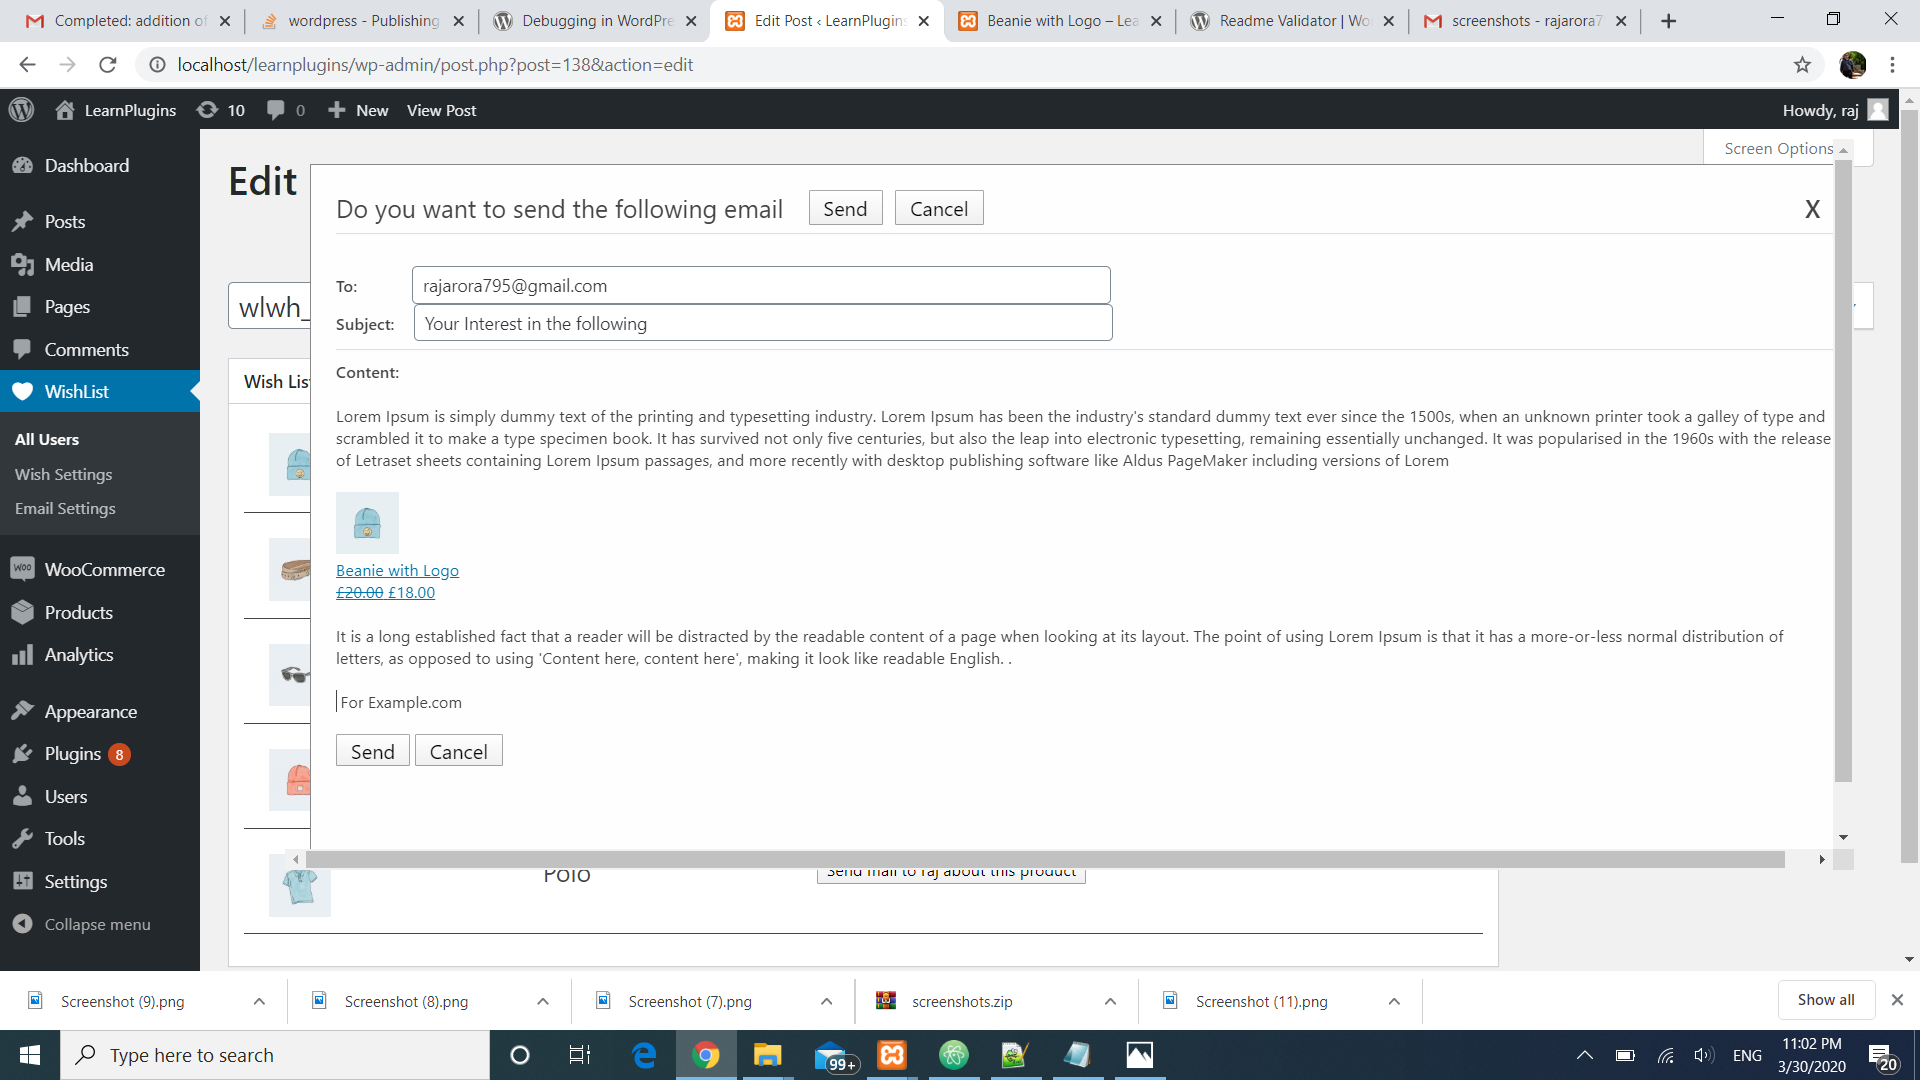 Completed: addition of
wordpress - Publishing
Debugging in WordPre
Edit Post ‹ LearnPlugins
Beanie with Logo – Lea
Readme Validator | Wo
screenshots - rajarora7
localhost/learnplugins/wp-admin/post.php?post=138&action=edit
LearnPlugins 10 0 New View Post Howdy, raj
Screen Options
Dashboard
Posts
Media
Pages
Comments
WishList
All Users
Wish Settings
Email Settings
WooCommerce
Products
Analytics
Appearance
Plugins 8
Users
Tools
Settings
Collapse menu
Edit
wlwh_
Wish Lis
Do you want to send the following email Send Cancel X
To: rajarora795@gmail.com
Subject: Your Interest in the following
Content:
Lorem Ipsum is simply dummy text of the printing and typesetting industry. Lorem Ipsum has been the industry's standard dummy text ever since the 1500s, when an unknown printer took a galley of type and
scrambled it to make a type specimen book. It has survived not only five centuries, but also the leap into electronic typesetting, remaining essentially unchanged. It was popularised in the 1960s with the release
of Letraset sheets containing Lorem Ipsum passages, and more recently with desktop publishing software like Aldus PageMaker including versions of Lorem
Beanie with Logo
£20.00 £18.00
It is a long established fact that a reader will be distracted by the readable content of a page when looking at its layout. The point of using Lorem Ipsum is that it has a more-or-less normal distribution of
letters, as opposed to using 'Content here, content here', making it look like readable English. .
For Example.com
Send Cancel
Polo Send mail to raj about this product
Screenshot (9).png
Screenshot (8).png
Screenshot (7).png
screenshots.zip
Screenshot (11).png
Show all
Type here to search
99+
ENG
11:02 PM
3/30/2020
20